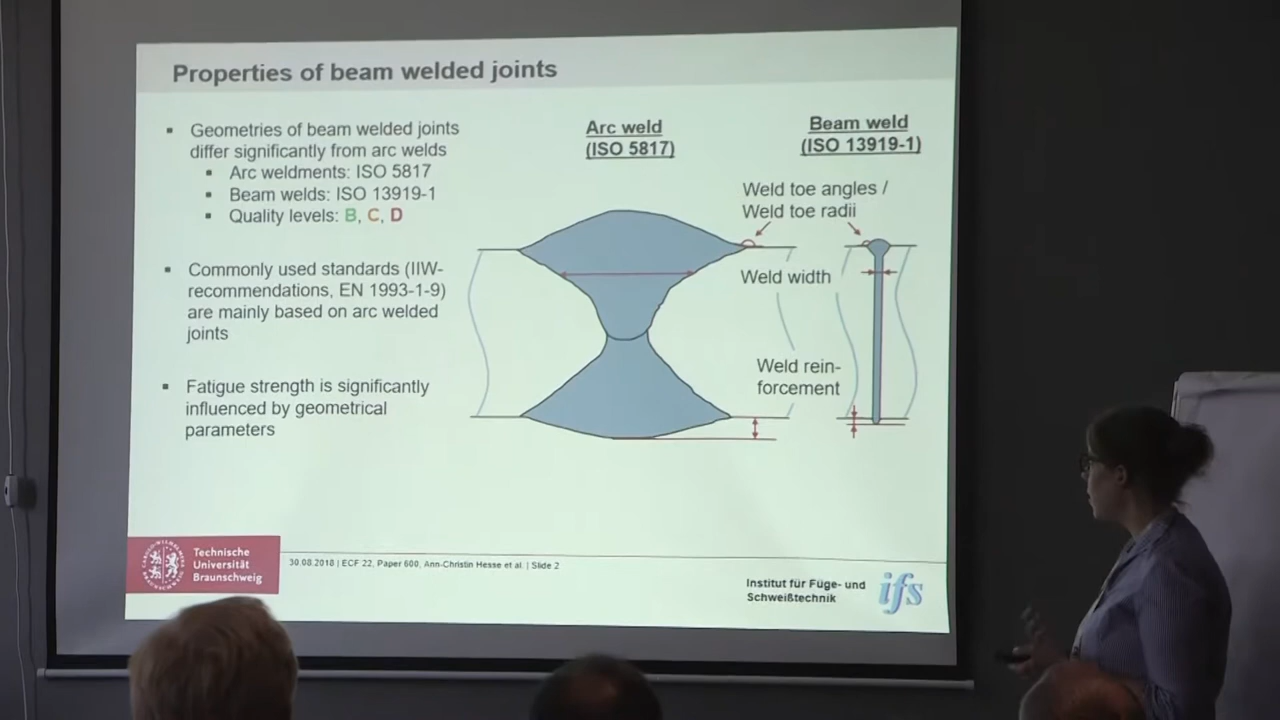 Properties of beam welded joints
▪ Geometries of beam welded joints
differ significantly from arc welds
▪ Arc weldments: ISO 5817
▪ Beam welds: ISO 13919-1
▪ Quality levels: B, C, D
▪ Commonly used standards (IIW-
recommendations, EN 1993-1-9)
are mainly based on arc welded
joints
▪ Fatigue strength is significantly
influenced by geometrical
parameters
Arc weld
(ISO 5817)
Beam weld
(ISO 13919-1)
Weld toe angles /
Weld toe radii
Weld width
Weld rein-
forcement
Technische
Universität
Braunschweig
30.08.2018 | ECF 22, Paper 600, Ann-Christin Hesse et al. | Slide 2
Institut für Füge- und
Schweißtechnik
ifs